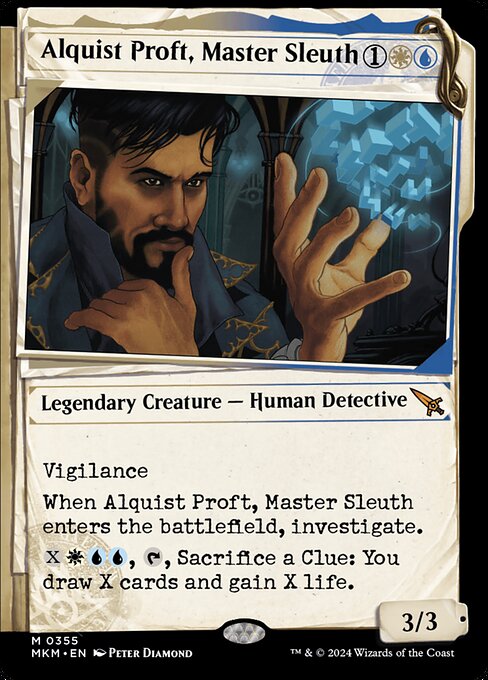 Alquist Proft, Master Sleuth 1
Legendary Creature — Human Detective
Vigilance
When Alquist Proft, Master Sleuth
enters the battlefield, investigate.
X, Sacrifice a Clue: You
draw X cards and gain X life.
3/3
M 0355
MKM • EN Peter Diamond
™ & © 2024 Wizards of the Coast